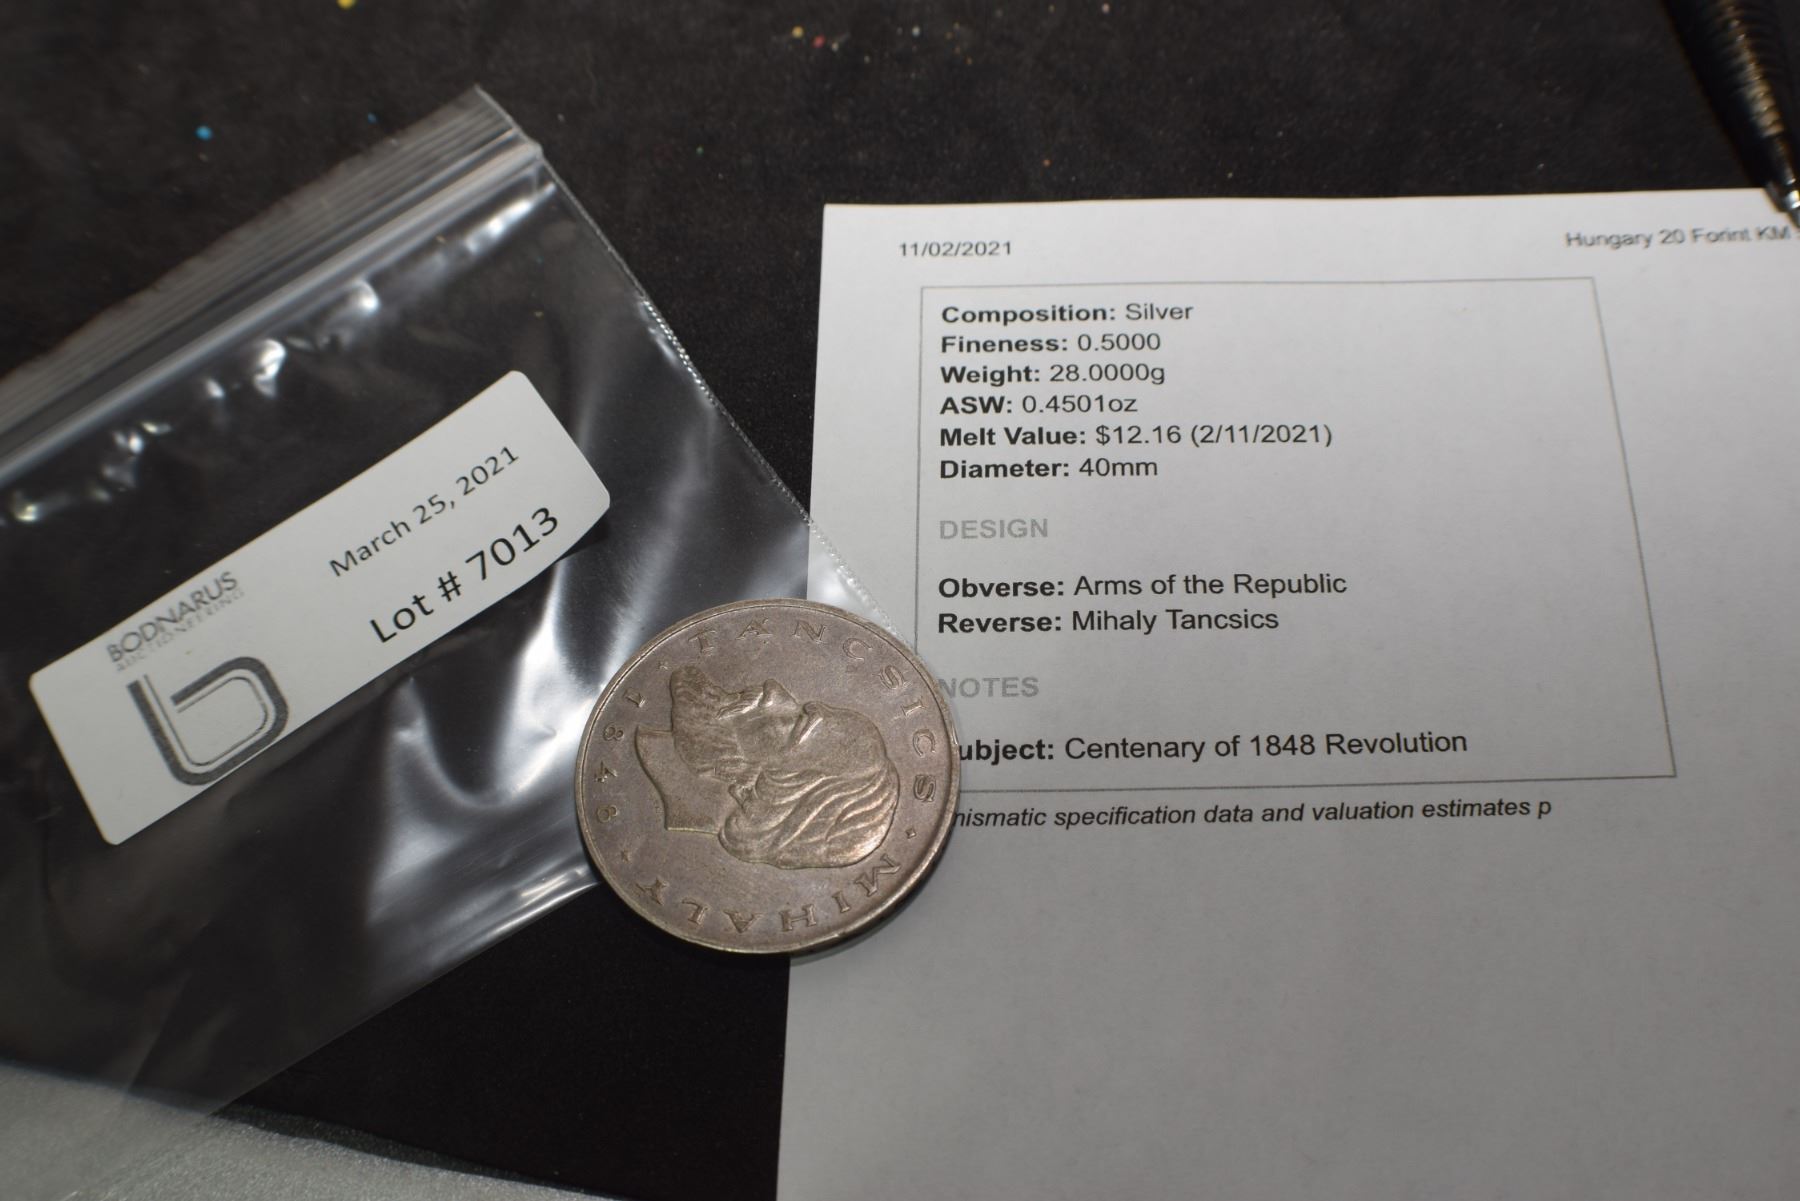 BODNARUS
AUCTIONEERING
March 25, 2021
Lot # 7013
· TÁNCSICS · MIHÁLY · 1848
11/02/2021
Hungary 20 Forint KM
Composition: Silver
Fineness: 0.5000
Weight: 28.0000g
ASW: 0.4501oz
Melt Value: $12.16 (2/11/2021)
Diameter: 40mm
DESIGN
Obverse: Arms of the Republic
Reverse: Mihaly Tancsics
NOTES
ubject: Centenary of 1848 Revolution
nismatic specification data and valuation estimates p